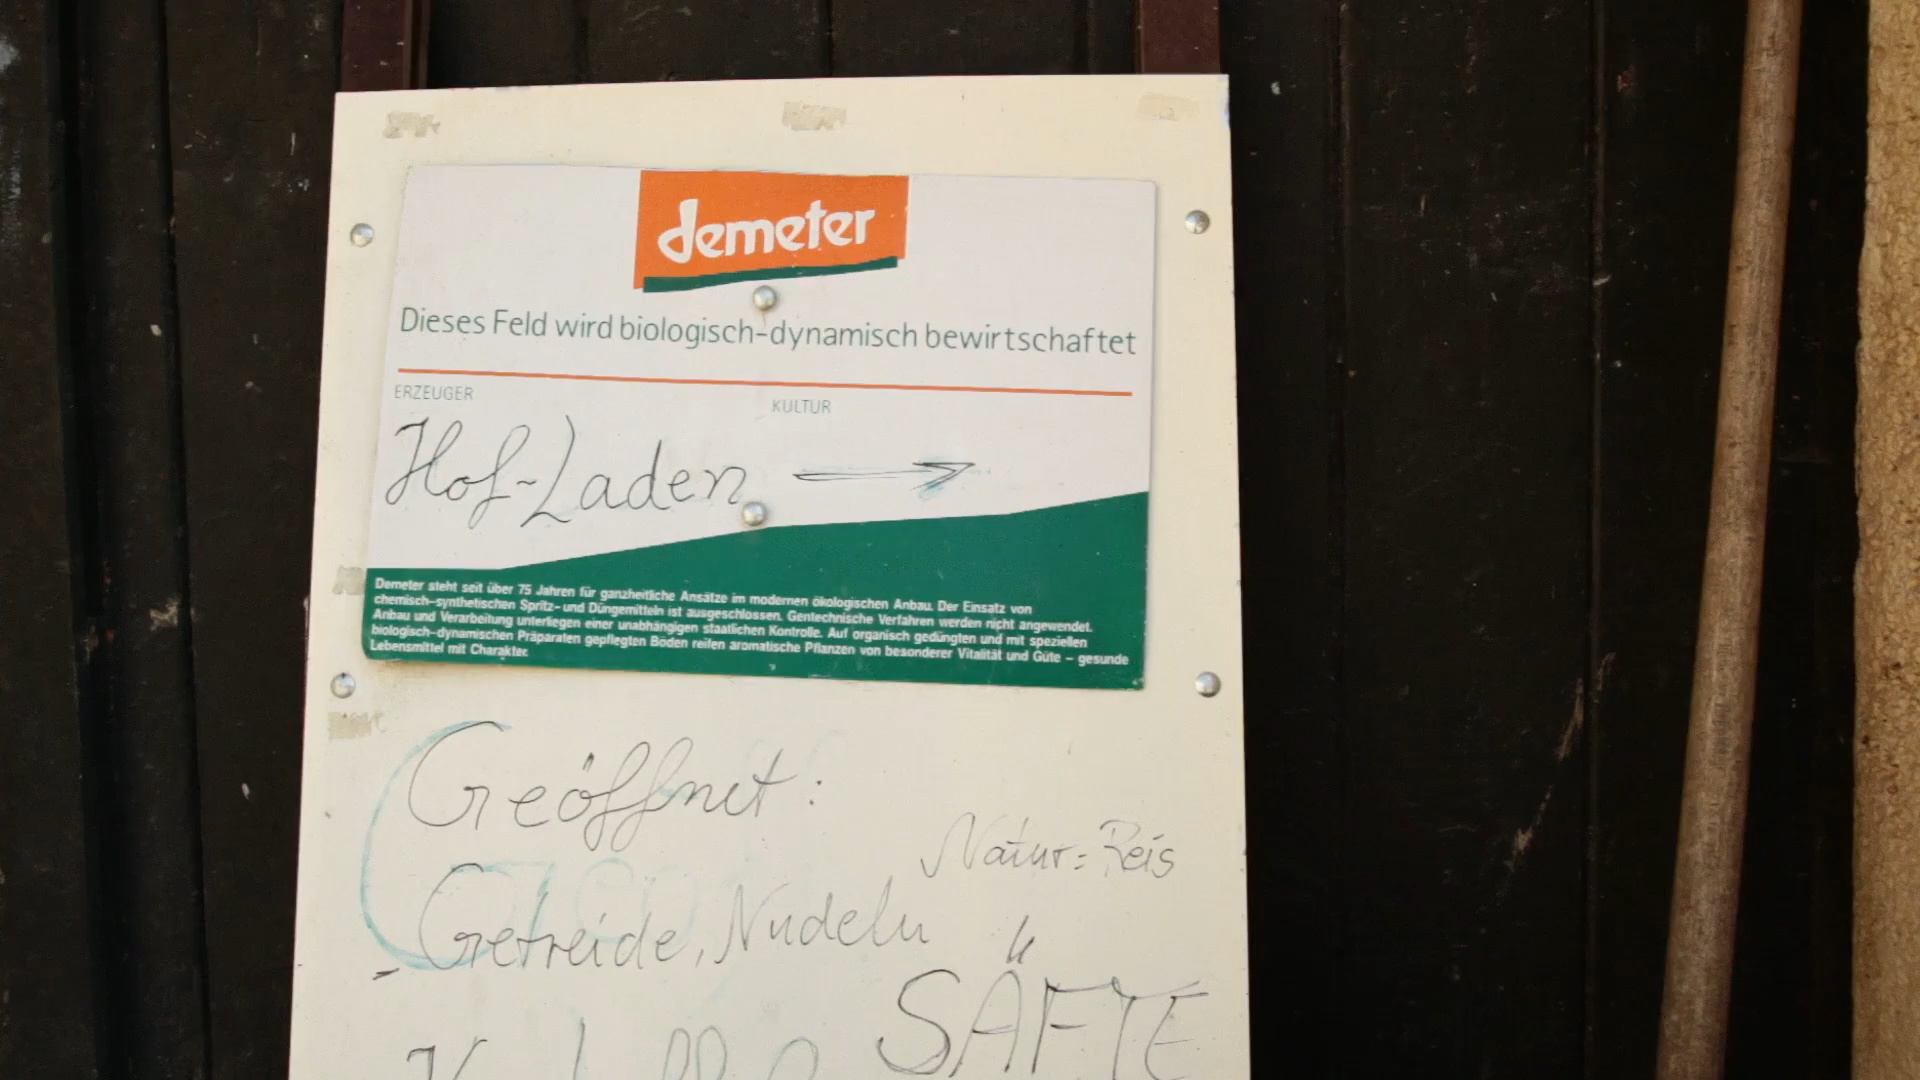 demeter
Dieses Feld wird biologisch-dynamisch bewirtschaftet
ERZEUGER
KULTUR
Hof-Laden
Demeter steht seit über 75 Jahren für ganzheitliche Ansätze im modernen ökologischen Anbau. Der Einsatz von
chemisch-synthetischen Spritz- und Düngemitteln ist ausgeschlossen. Gentechnische Verfahren werden nicht angewendet.
Anbau und Verarbeitung unterliegen einer unabhängigen staatlichen Kontrolle. Auf organisch gedüngten und mit speziellen
biologisch-dynamischen Präparaten gepflegten Böden reifen aromatische Pflanzen von besonderer Vitalität und Güte – gesunde
Lebensmittel mit Charakter.
Geöffnet:
Natur=Reis
Getreide, Nudeln
SÄFTE